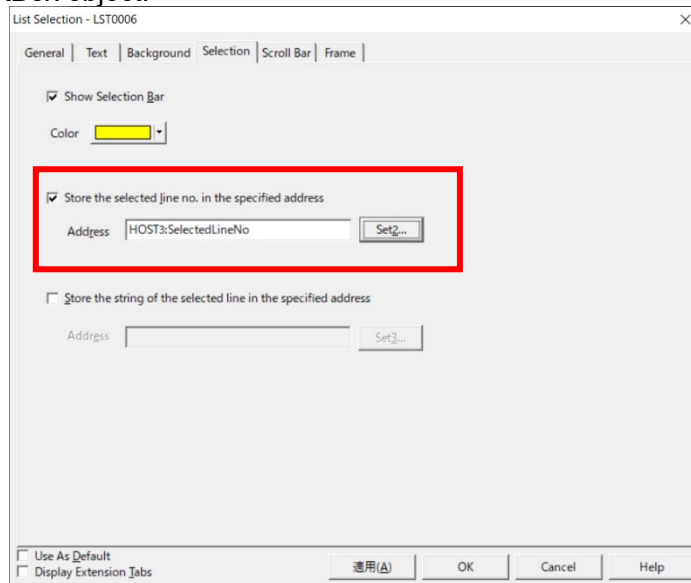 List Selection - LST0006
General Text Background Selection Scroll Bar Frame
Show Selection Bar
Color
Store the selected line no. in the specified address
Address HOST3:SelectedLineNo Set2...
Store the string of the selected line in the specified address
Address Set3...
Use As Default
Display Extension Tabs
適用(A) OK Cancel Help